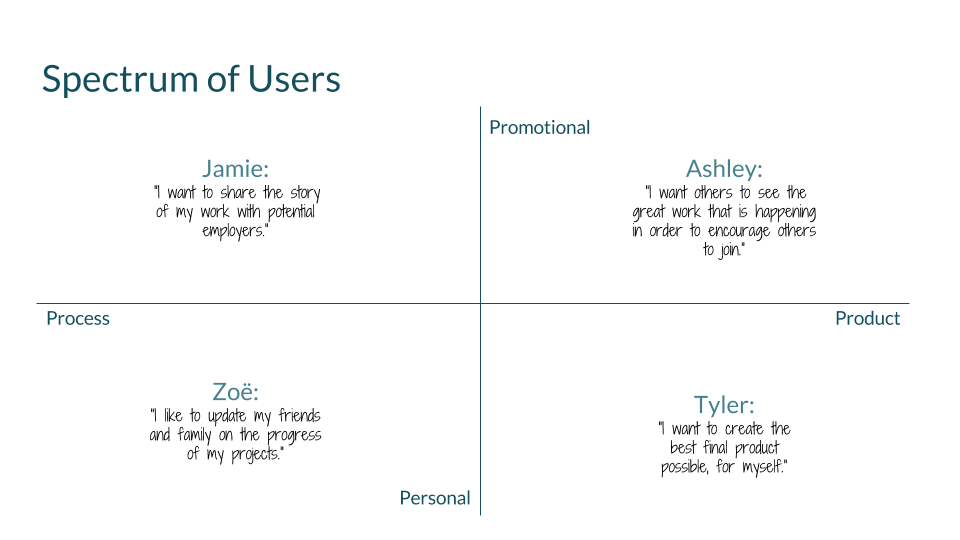 Spectrum of Users
Promotional
Jamie:
"I want to share the story
of my work with potential
employers."
Ashley:
"I want others to see the
great work that is happening
in order to encourage others
to join."
Process
Product
Zoë:
"I like to update my friends
and family on the progress
of my projects."
Tyler:
"I want to create the
best final product
possible, for myself."
Personal